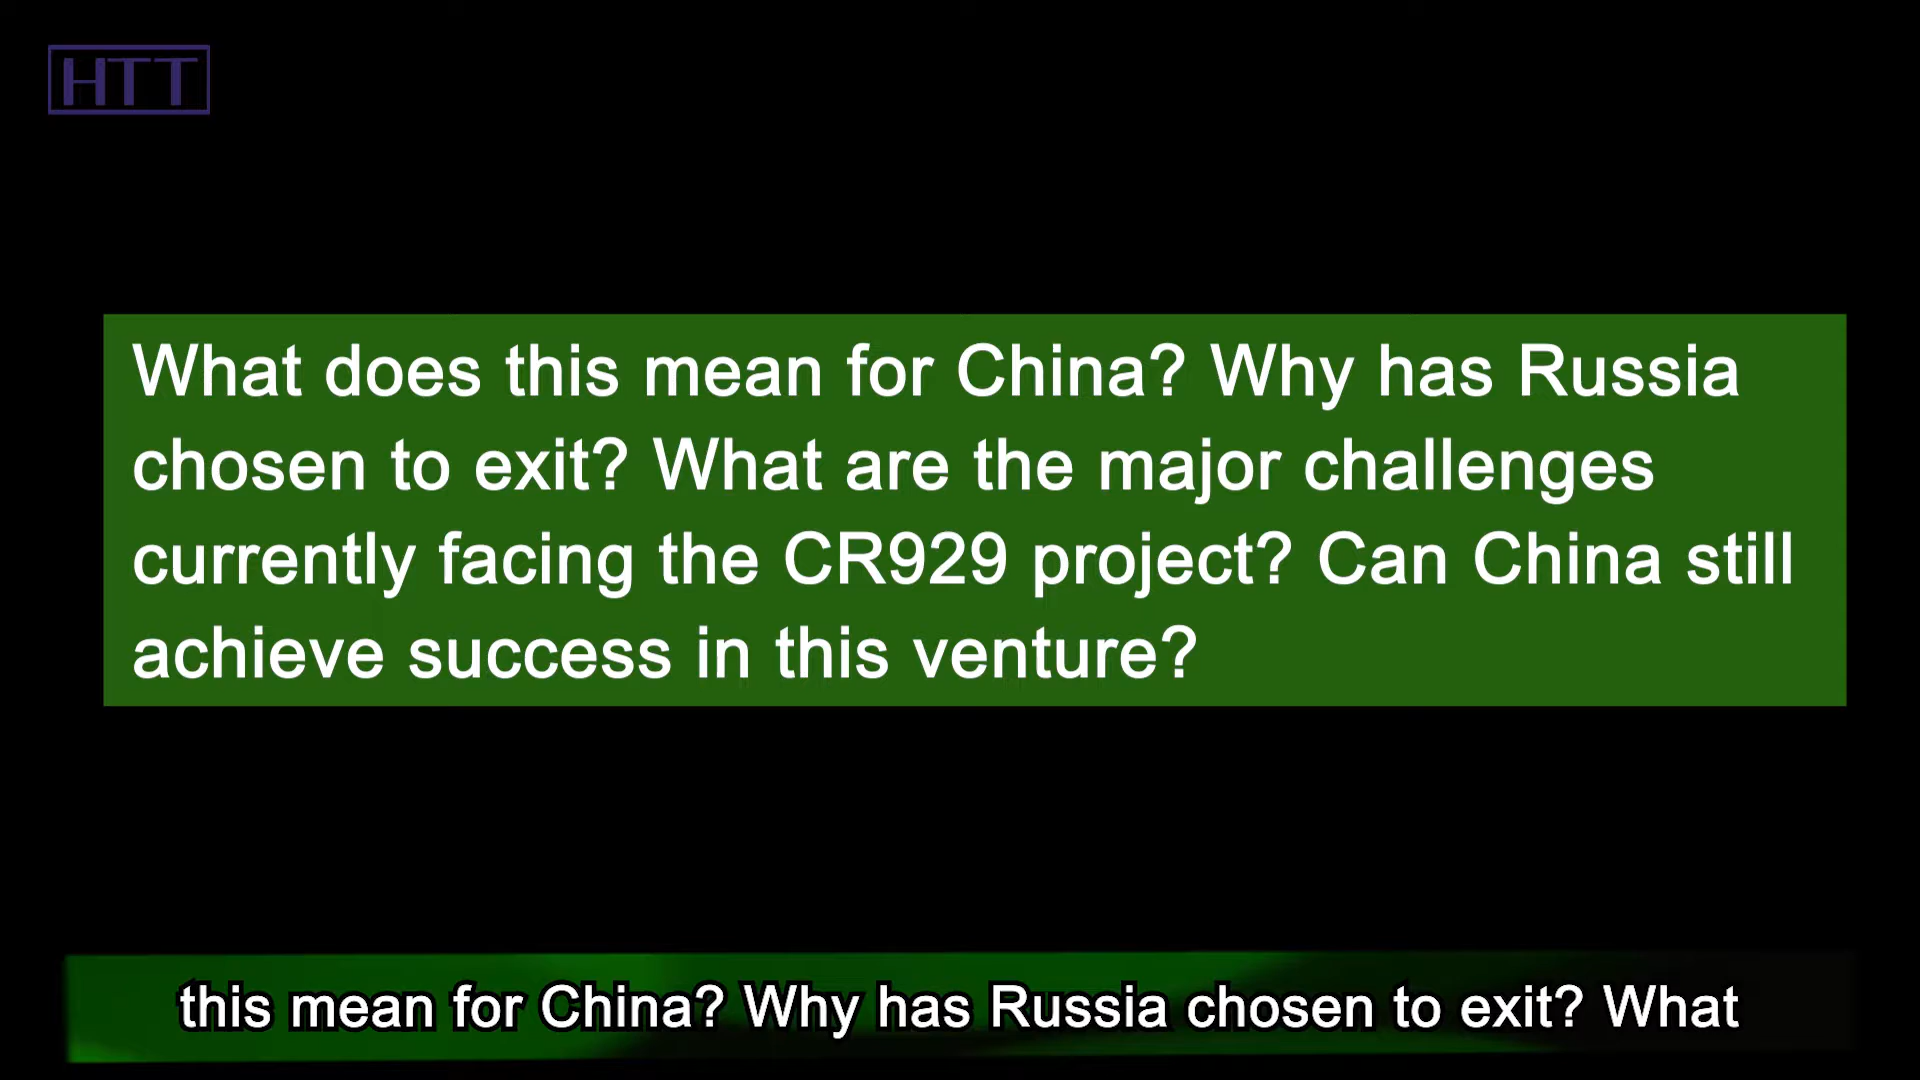 HTT
What does this mean for China? Why has Russia
chosen to exit? What are the major challenges
currently facing the CR929 project? Can China still
achieve success in this venture?
this mean for China? Why has Russia chosen to exit? What